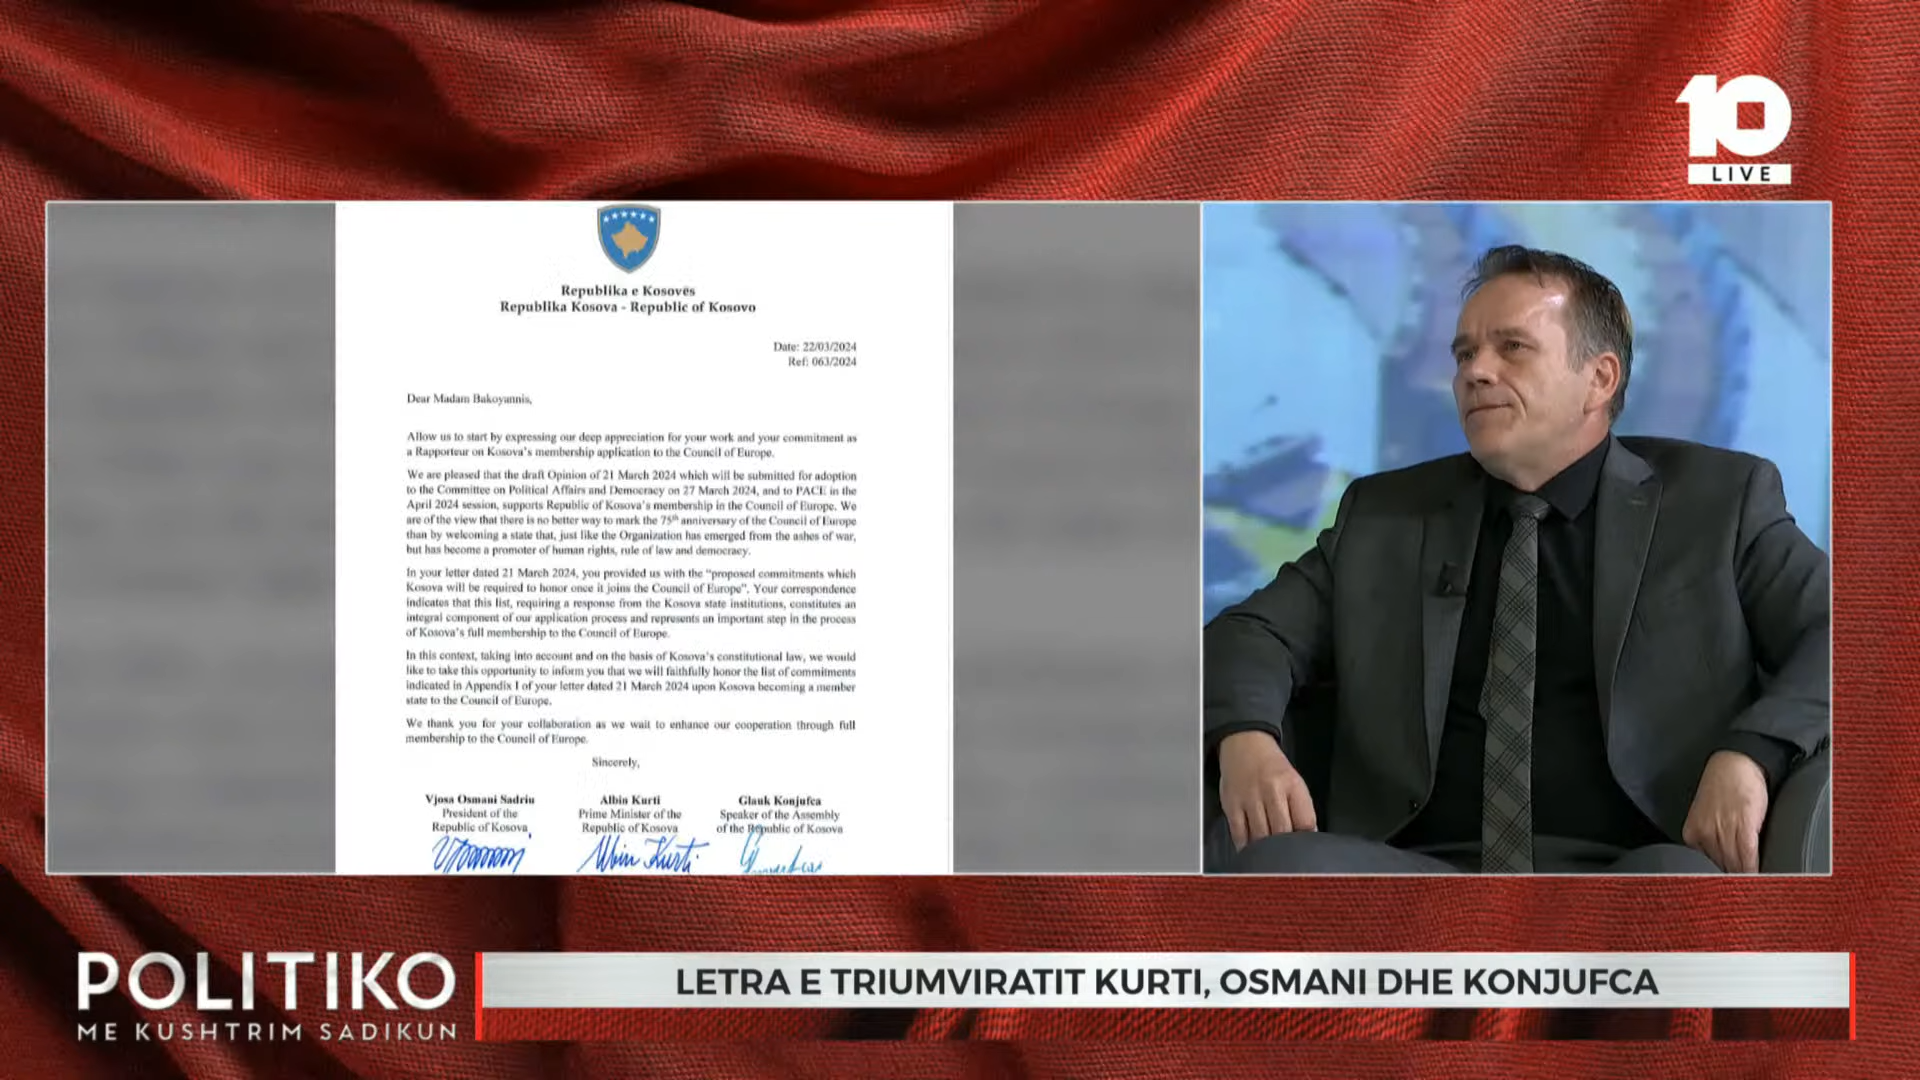 10
LIVE
Republika e Kosovës
Republika Kosova - Republic of Kosovo
Date: 22/03/2024
Ref: 063/2024
Dear Madam Bakoyannis,
Allow us to start by expressing our deep appreciation for your work and your commitment as
a Rapporteur on Kosova's membership application to the Council of Europe.
We are pleased that the draft Opinion of 21 March 2024 which will be submitted for adoption
to the Committee on Political Affairs and Democracy on 27 March 2024, and to PACE in the
April 2024 session, supports Republic of Kosova's membership in the Council of Europe. We
are of the view that there is no better way to mark the 75th anniversary of the Council of Europe
than by welcoming a state that, just like the Organization has emerged from the ashes of war,
but has become a promoter of human rights, rule of law and democracy.
In your letter dated 21 March 2024, you provided us with the "proposed commitments which
Kosova will be required to honor once it joins the Council of Europe". Your correspondence
indicates that this list, requiring a response from the Kosova state institutions, constitutes an
integral component of our application process and represents an important step in the process
of Kosova's full membership to the Council of Europe.
In this context, taking into account and on the basis of Kosova's constitutional law, we would
like to take this opportunity to inform you that we will faithfully honor the list of commitments
indicated in Appendix I of your letter dated 21 March 2024 upon Kosova becoming a member
state to the Council of Europe.
We thank you for your collaboration as we wait to enhance our cooperation through full
membership to the Council of Europe.
Sincerely,
Vjosa Osmani Sadriu Albin Kurti Glauk Konjufca
President of the Prime Minister of the Speaker of the Assembly
Republic of Kosova Republic of Kosova of the Republic of Kosova
Albin Kurti
POLITIKO
ME KUSHTRIM SADIKUN
LETRA E TRIUMVIRATIT KURTI, OSMANI DHE KONJUFCA